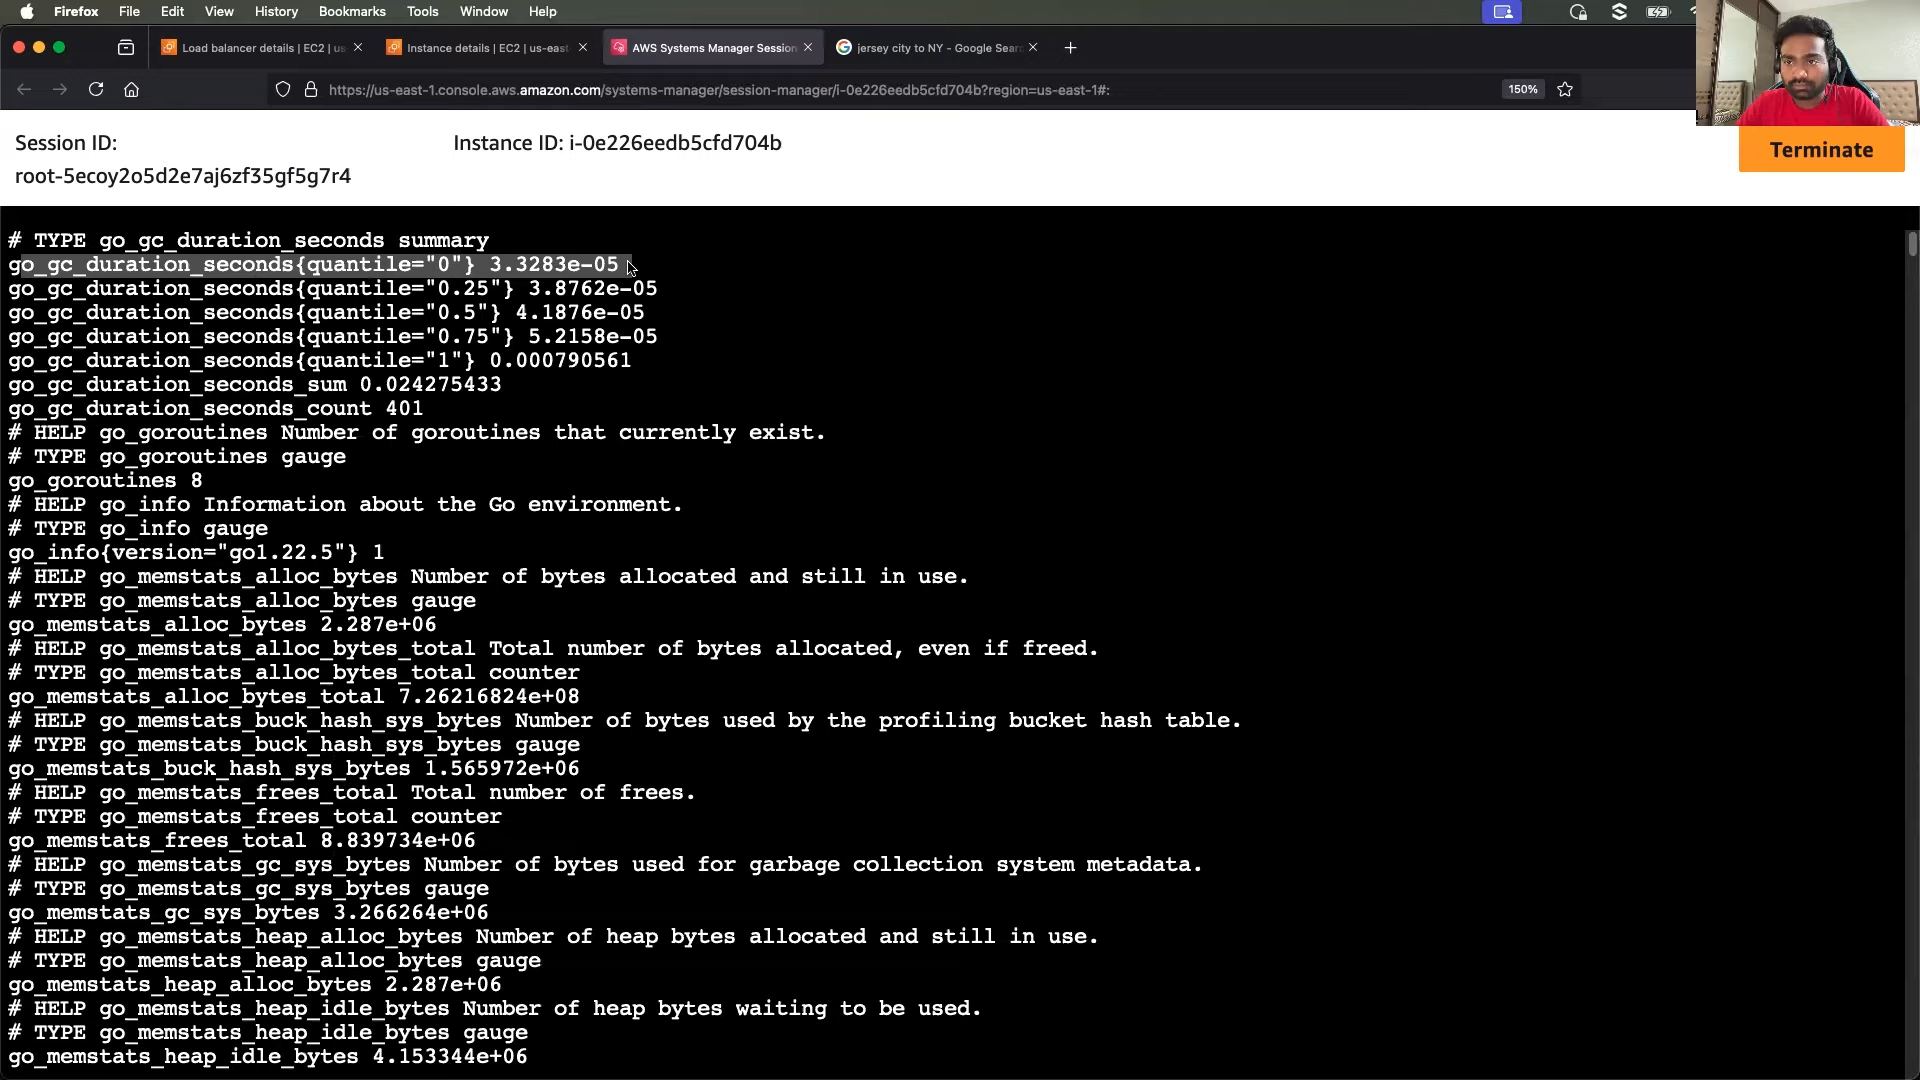 Firefox File Edit View History Bookmarks Tools Window Help
Load balancer details | EC2 | us
Instance details | EC2 | us-east
AWS Systems Manager Session
jersey city to NY - Google Sear
https://us-east-1.console.aws.amazon.com/systems-manager/session-manager/i-0e226eedb5cfd704b?region=us-east-1#:
150%
Session ID:
root-5ecoy2o5d2e7aj6zf35gf5g7r4
Instance ID: i-0e226eedb5cfd704b
Terminate
# TYPE go_gc_duration_seconds summary
go_gc_duration_seconds{quantile="0"} 3.3283e-05
go_gc_duration_seconds{quantile="0.25"} 3.8762e-05
go_gc_duration_seconds{quantile="0.5"} 4.1876e-05
go_gc_duration_seconds{quantile="0.75"} 5.2158e-05
go_gc_duration_seconds{quantile="1"} 0.000790561
go_gc_duration_seconds_sum 0.024275433
go_gc_duration_seconds_count 401
# HELP go_goroutines Number of goroutines that currently exist.
# TYPE go_goroutines gauge
go_goroutines 8
# HELP go_info Information about the Go environment.
# TYPE go_info gauge
go_info{version="go1.22.5"} 1
# HELP go_memstats_alloc_bytes Number of bytes allocated and still in use.
# TYPE go_memstats_alloc_bytes gauge
go_memstats_alloc_bytes 2.287e+06
# HELP go_memstats_alloc_bytes_total Total number of bytes allocated, even if freed.
# TYPE go_memstats_alloc_bytes_total counter
go_memstats_alloc_bytes_total 7.26216824e+08
# HELP go_memstats_buck_hash_sys_bytes Number of bytes used by the profiling bucket hash table.
# TYPE go_memstats_buck_hash_sys_bytes gauge
go_memstats_buck_hash_sys_bytes 1.565972e+06
# HELP go_memstats_frees_total Total number of frees.
# TYPE go_memstats_frees_total counter
go_memstats_frees_total 8.839734e+06
# HELP go_memstats_gc_sys_bytes Number of bytes used for garbage collection system metadata.
# TYPE go_memstats_gc_sys_bytes gauge
go_memstats_gc_sys_bytes 3.266264e+06
# HELP go_memstats_heap_alloc_bytes Number of heap bytes allocated and still in use.
# TYPE go_memstats_heap_alloc_bytes gauge
go_memstats_heap_alloc_bytes 2.287e+06
# HELP go_memstats_heap_idle_bytes Number of heap bytes waiting to be used.
# TYPE go_memstats_heap_idle_bytes gauge
go_memstats_heap_idle_bytes 4.153344e+06